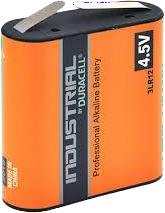 INDUSTRIAL
BY DURACELL®
Professional Alkaline Battery
4.5V
3LR12